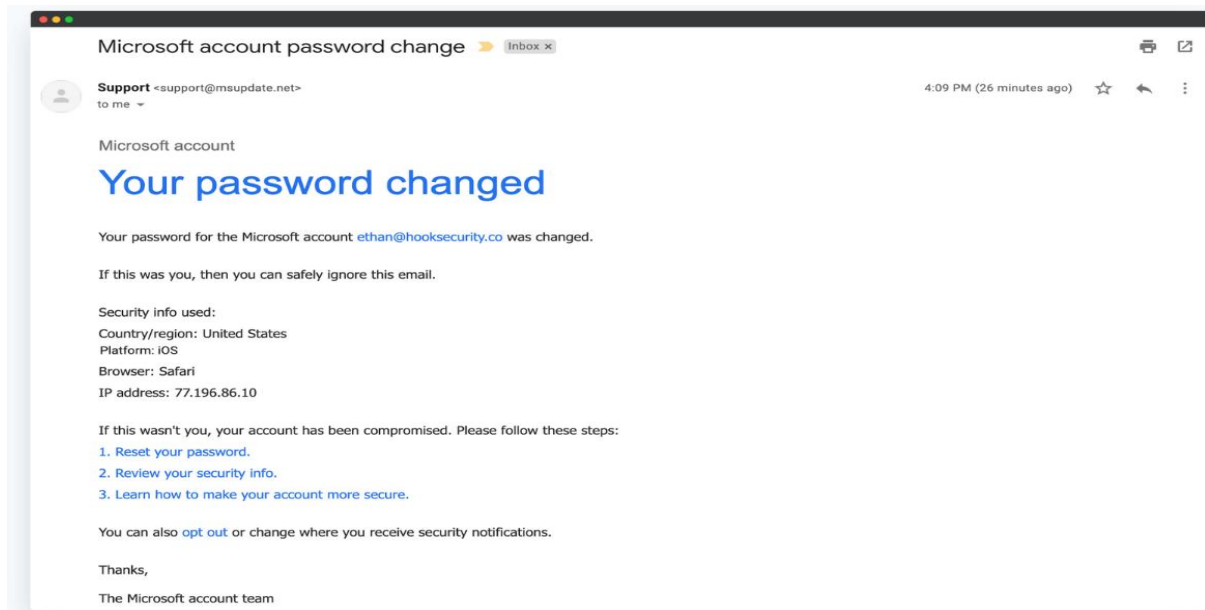 Microsoft account password change Inbox x
Support <support@msupdate.net> 4:09 PM (26 minutes ago)
to me
Microsoft account
Your password changed
Your password for the Microsoft account ethan@hooksecurity.co was changed.
If this was you, then you can safely ignore this email.
Security info used:
Country/region: United States
Platform: iOS
Browser: Safari
IP address: 77.196.86.10
If this wasn't you, your account has been compromised. Please follow these steps:
1. Reset your password.
2. Review your security info.
3. Learn how to make your account more secure.
You can also opt out or change where you receive security notifications.
Thanks,
The Microsoft account team